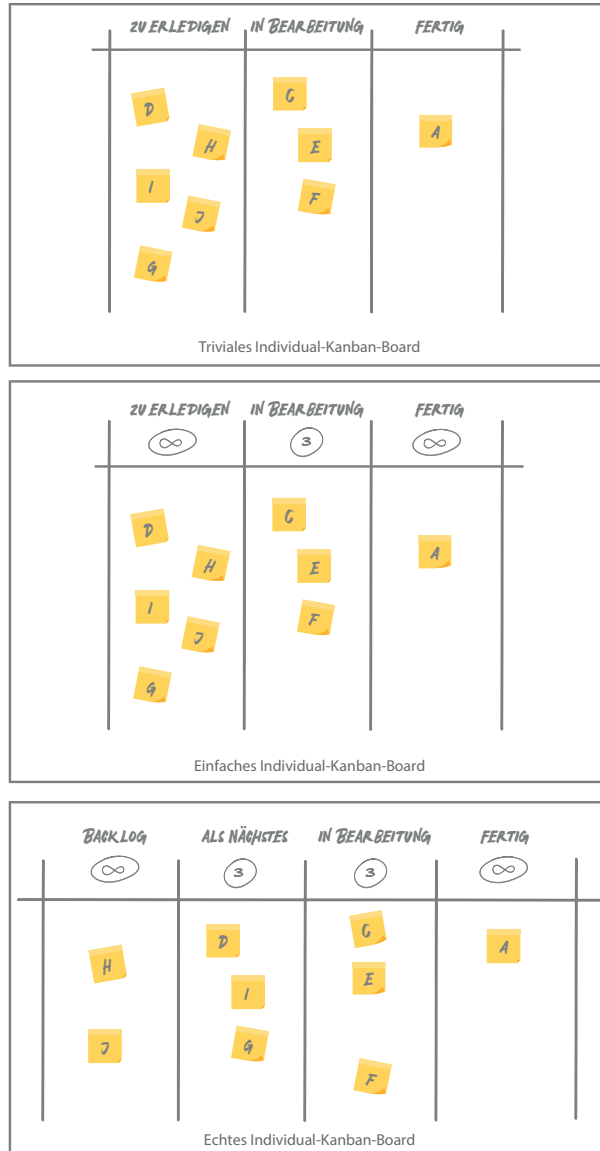 ZU ERLEDIGEN IN BEARBEITUNG FERTIG
D
C
H
E
A
I
J
F
G
Triviales Individual-Kanban-Board
ZU ERLEDIGEN IN BEARBEITUNG FERTIG
∞ 3 ∞
D
C
H
E
A
I
J
F
G
Einfaches Individual-Kanban-Board
BACKLOG ALS NÄCHSTES IN BEARBEITUNG FERTIG
∞ 3 3 ∞
H
D
C
A
I
E
J
G
F
Echtes Individual-Kanban-Board